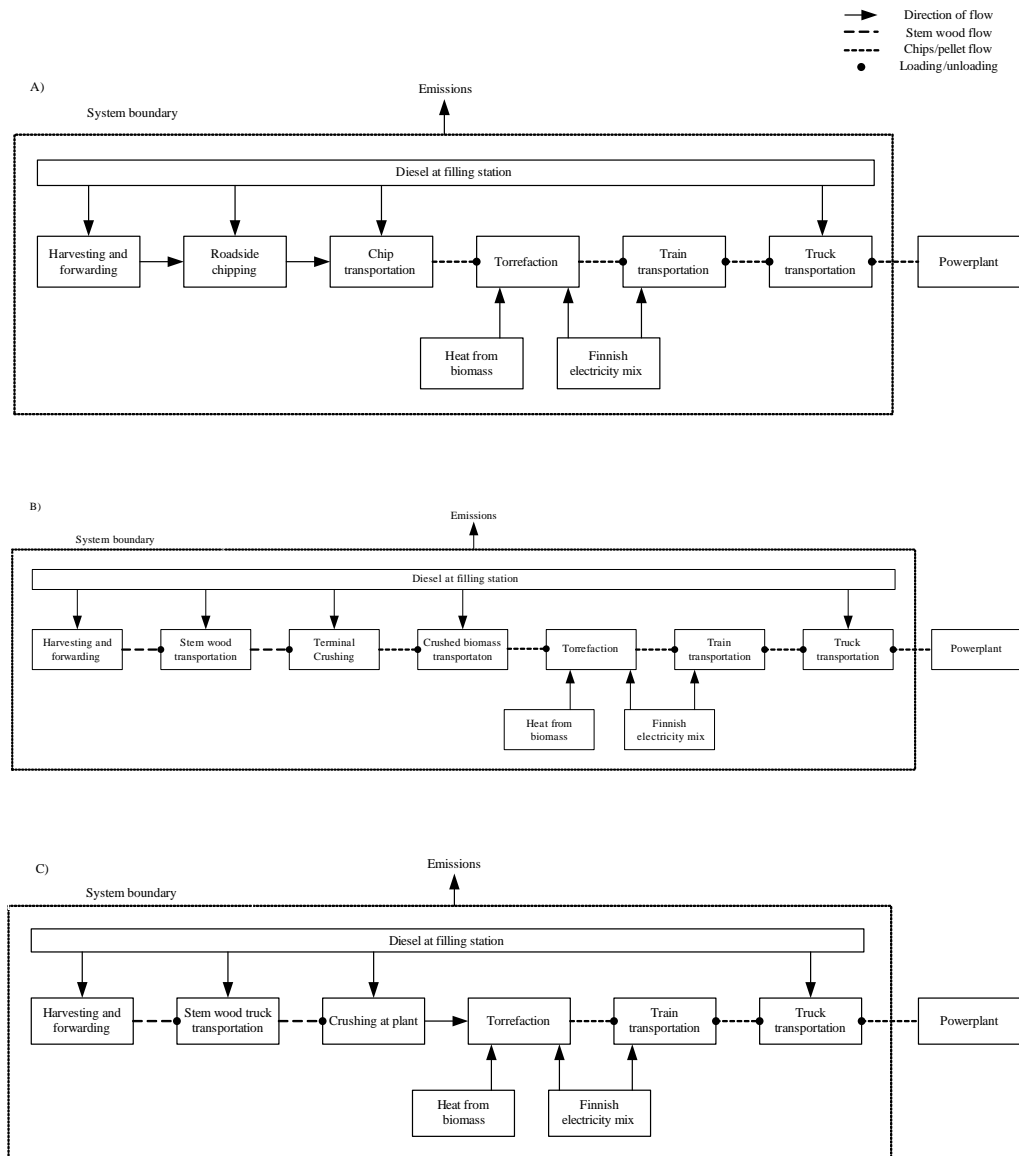 Direction of flow
Stem wood flow
Chips/pellet flow
Loading/unloading
A)
Emissions
System boundary
Diesel at filling station
Harvesting and
forwarding
Roadside
chipping
Chip
transportation
Torrefaction
Train
transportation
Truck
transportation
Powerplant
Heat from
biomass
Finnish
electricity mix
B)
Emissions
System boundary
Diesel at filling station
Harvesting and
forwarding
Stem wood
transportation
Terminal
Crushing
Crushed biomass
transportaton
Torrefaction
Train
transportation
Truck
transportation
Powerplant
Heat from
biomass
Finnish
electricity mix
C)
Emissions
System boundary
Diesel at filling station
Harvesting and
forwarding
Stem wood truck
transportation
Crushing at plant
Torrefaction
Train
transportation
Truck
transportation
Powerplant
Heat from
biomass
Finnish
electricity mix